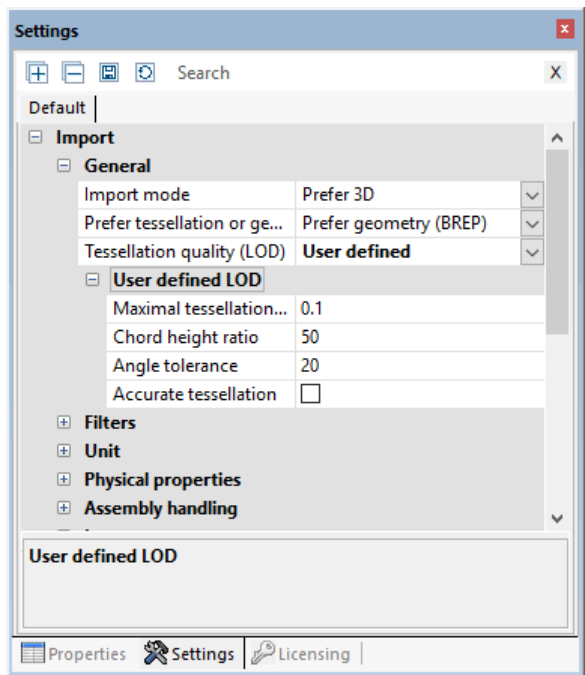 Settings
Search X
Default
Import
General
Import mode Prefer 3D
Prefer tessellation or ge... Prefer geometry (BREP)
Tessellation quality (LOD) User defined
User defined LOD
Maximal tessellation... 0.1
Chord height ratio 50
Angle tolerance 20
Accurate tessellation
Filters
Unit
Physical properties
Assembly handling
User defined LOD
Properties Settings Licensing